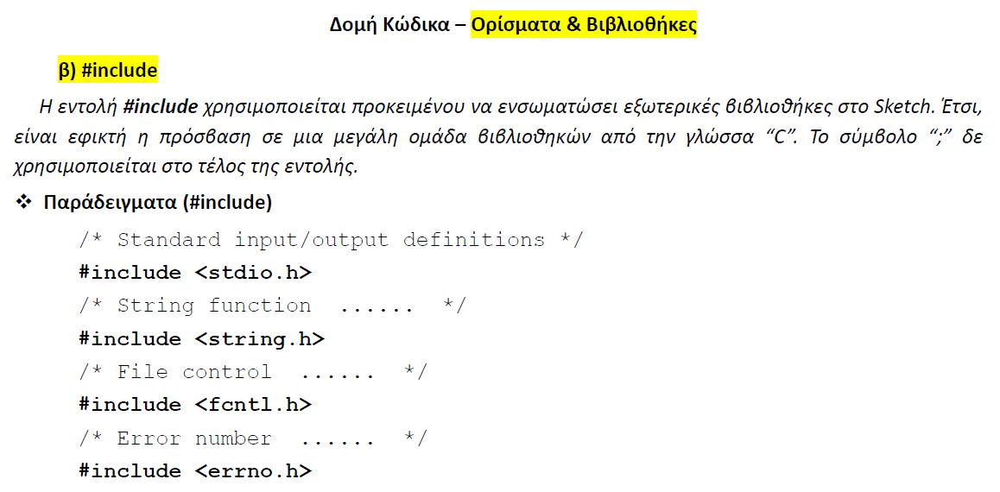 Δομή Κώδικα – Ορίσματα & Βιβλιοθήκες
β) #include
Η εντολή #include χρησιμοποιείται προκειμένου να ενσωματώσει εξωτερικές βιβλιοθήκες στο Sketch. Έτσι,
είναι εφικτή η πρόσβαση σε μια μεγάλη ομάδα βιβλιοθηκών από την γλώσσα “C”. Το σύμβολο “;” δε
χρησιμοποιείται στο τέλος της εντολής.
❖ Παράδειγματα (#include)
/* Standard input/output definitions */
#include <stdio.h>
/* String function ...... */
#include <string.h>
/* File control ...... */
#include <fcntl.h>
/* Error number ...... */
#include <errno.h>